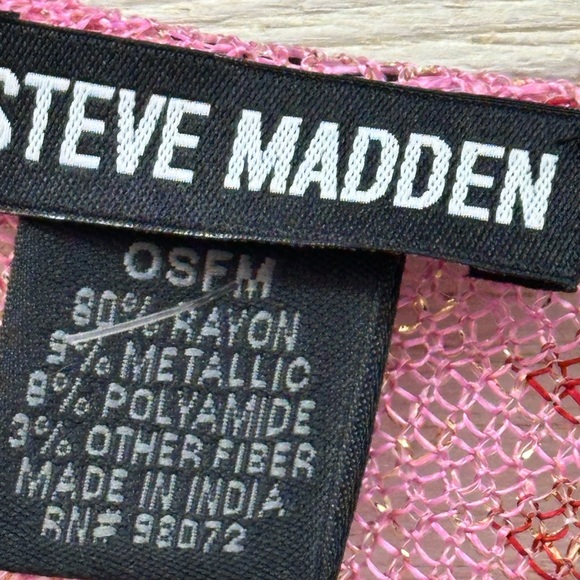 STEVE MADDEN
OSFM
80% RAYON
9% METALLIC
8% POLYAMIDE
3% OTHER FIBER
MADE IN INDIA
RN# 98072